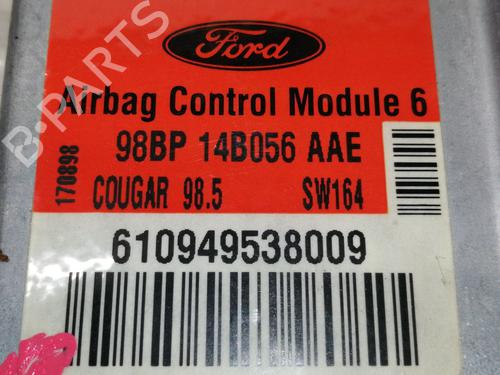 Ford
Airbag Control Module 6
98BP 14B056 AAE
170898
COUGAR 98.5 SW164
610949538009
B-PARTS